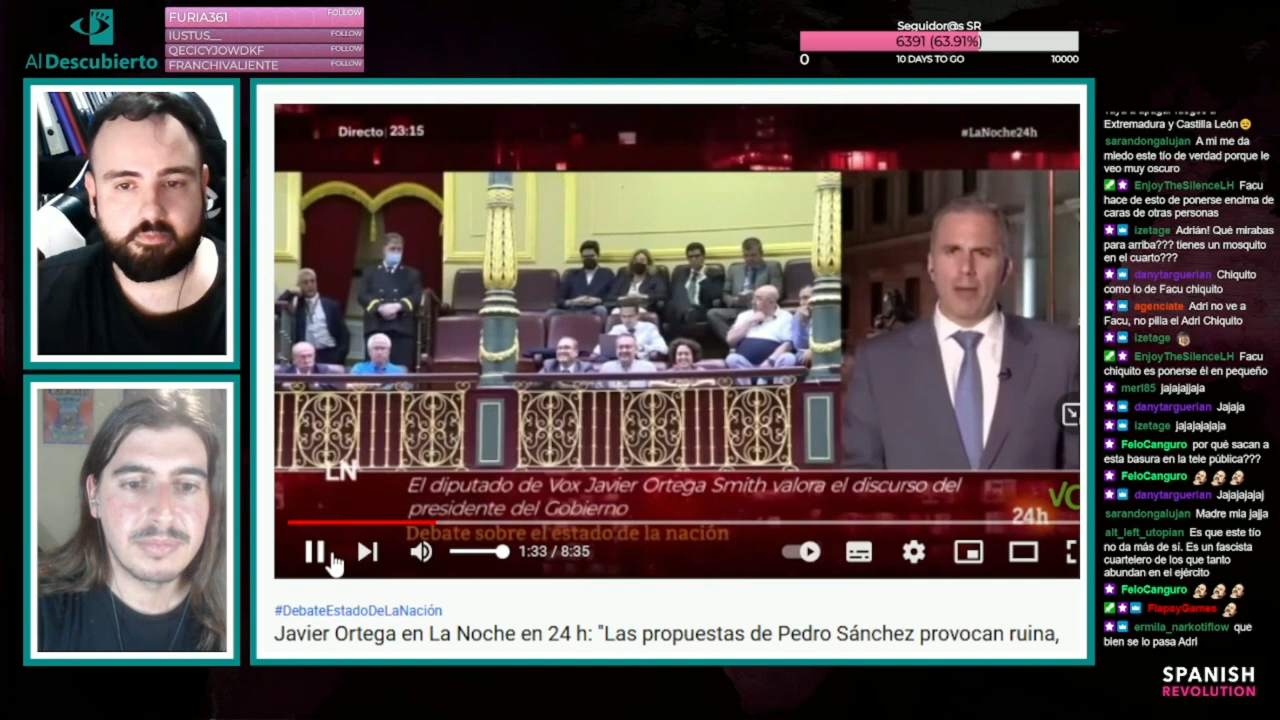 Al Descubierto
FURIA361 FOLLOW
IUSTUS__ FOLLOW
QECICYJOWDKF FOLLOW
FRANCHIVALIENTE FOLLOW
Seguidor@s SR
6391 (63.91%)
0 10 DAYS TO GO 10000
Directo | 23:15
#LaNoche24h
LN
El diputado de Vox Javier Ortega Smith valora el discurso del
presidente del Gobierno
Debate sobre el estado de la nación
24h
1:33 / 8:35
#DebateEstadoDeLaNación
Javier Ortega en La Noche en 24 h: "Las propuestas de Pedro Sánchez provocan ruina,
Extremadura y Castilla León
sarandongalujan A mi me da
miedo este tío de verdad porque le
veo muy oscuro
EnjoyTheSilenceLH Facu
hace de esto de ponerse encima de
caras de otras personas
izetage Adrián! Qué mirabas
para arriba??? tienes un mosquito
en el cuarto???
danytarguerian Chiquito
como lo de Facu chiquito
agenciate Adri no ve a
Facu, no pilla el Adri Chiquito
izetage
EnjoyTheSilenceLH Facu
chiquito es ponerse él en pequeño
merl85 jajajajjaja
danytarguerian Jajaja
izetage jajajajajaja
FeloCanguro por qué sacan a
esta basura en la tele pública???
FeloCanguro
danytarguerian Jajajajaj
sarandongalujan Madre mia jajja
alt_left_utopian Es que este tío
no da más de sí. Es un fascista
cuartelero de los que tanto
abundan en el ejército
FeloCanguro
FlapsyGames
ermila_narkotiflow que
bien se lo pasa Adri
SPANISH
REVOLUTION